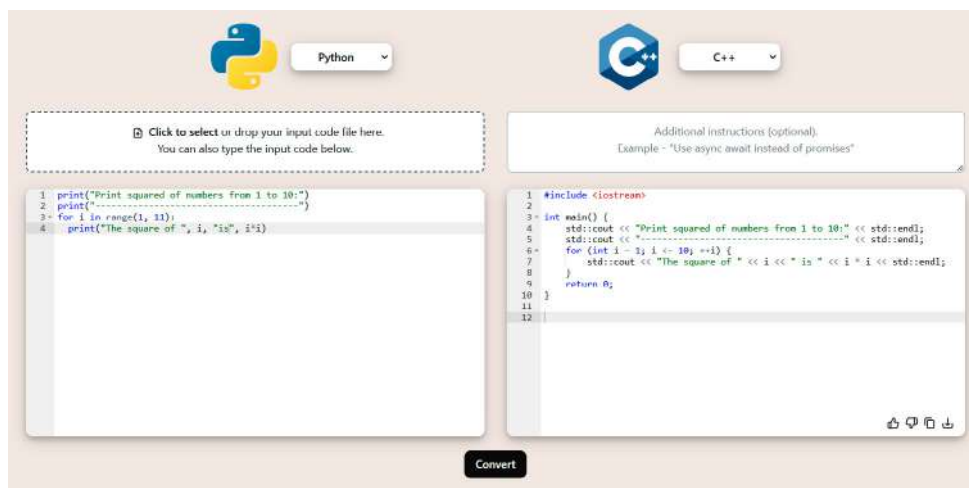 Python
C++
Click to select or drop your input code file here.
You can also type the input code below.
Additional instructions (optional).
Example - "Use async await instead of promises"
1 print("Print squared of numbers from 1 to 10:")
2 print("-----------------------------------")
3 for i in range(1, 11):
4 print("The square of ", i, "is", i*i)
1 #include <iostream>
2
3 int main() {
4 std::cout << "Print squared of numbers from 1 to 10:" << std::endl;
5 std::cout << "-----------------------------------" << std::endl;
6 for (int i = 1; i <= 10; ++i) {
7 std::cout << "The square of " << i << " is " << i * i << std::endl;
8 }
9 return 0;
10 }
11
12
Convert